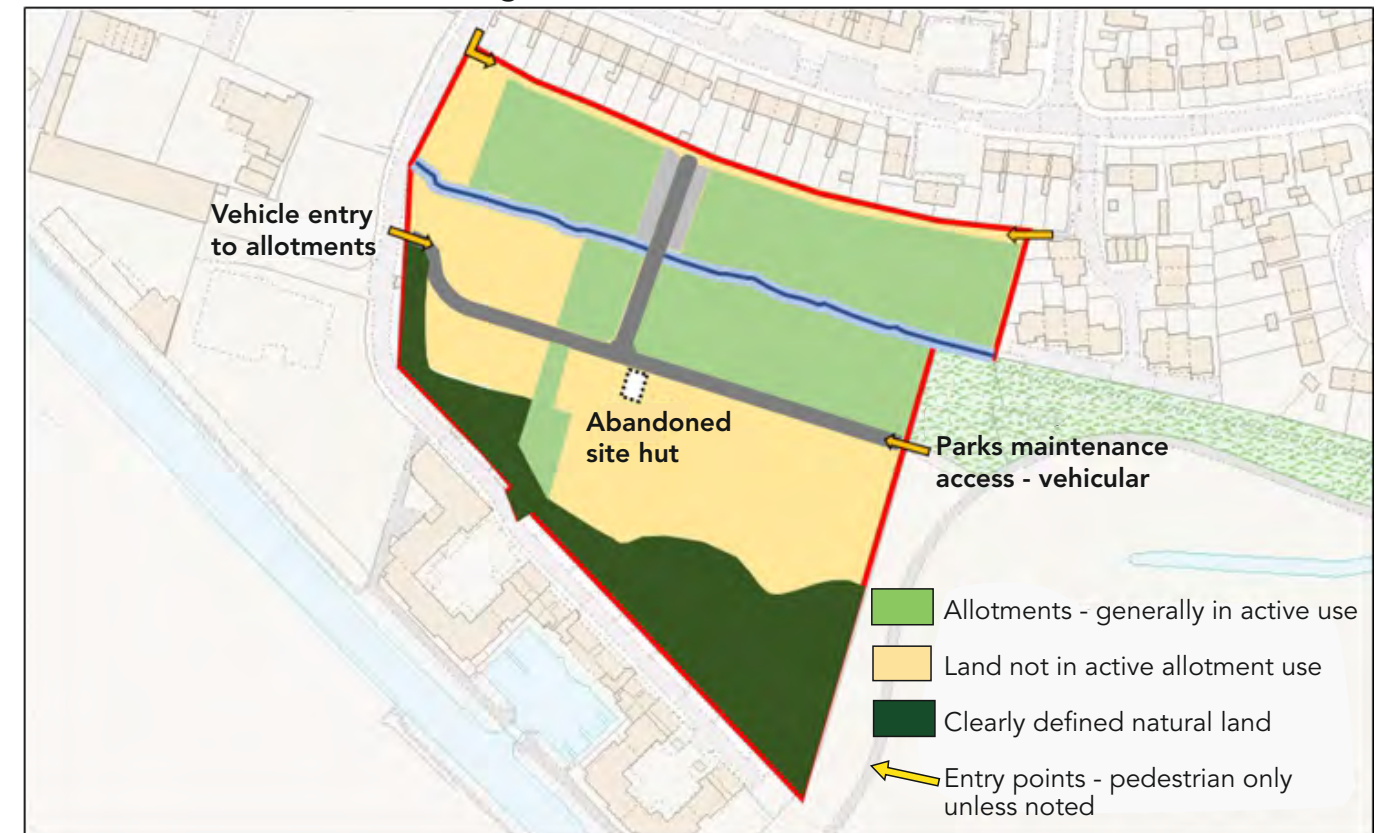 Vehicle entry
to allotments
Abandoned
site hut
Parks maintenance
access - vehicular
Allotments - generally in active use
Land not in active allotment use
Clearly defined natural land
Entry points - pedestrian only
unless noted